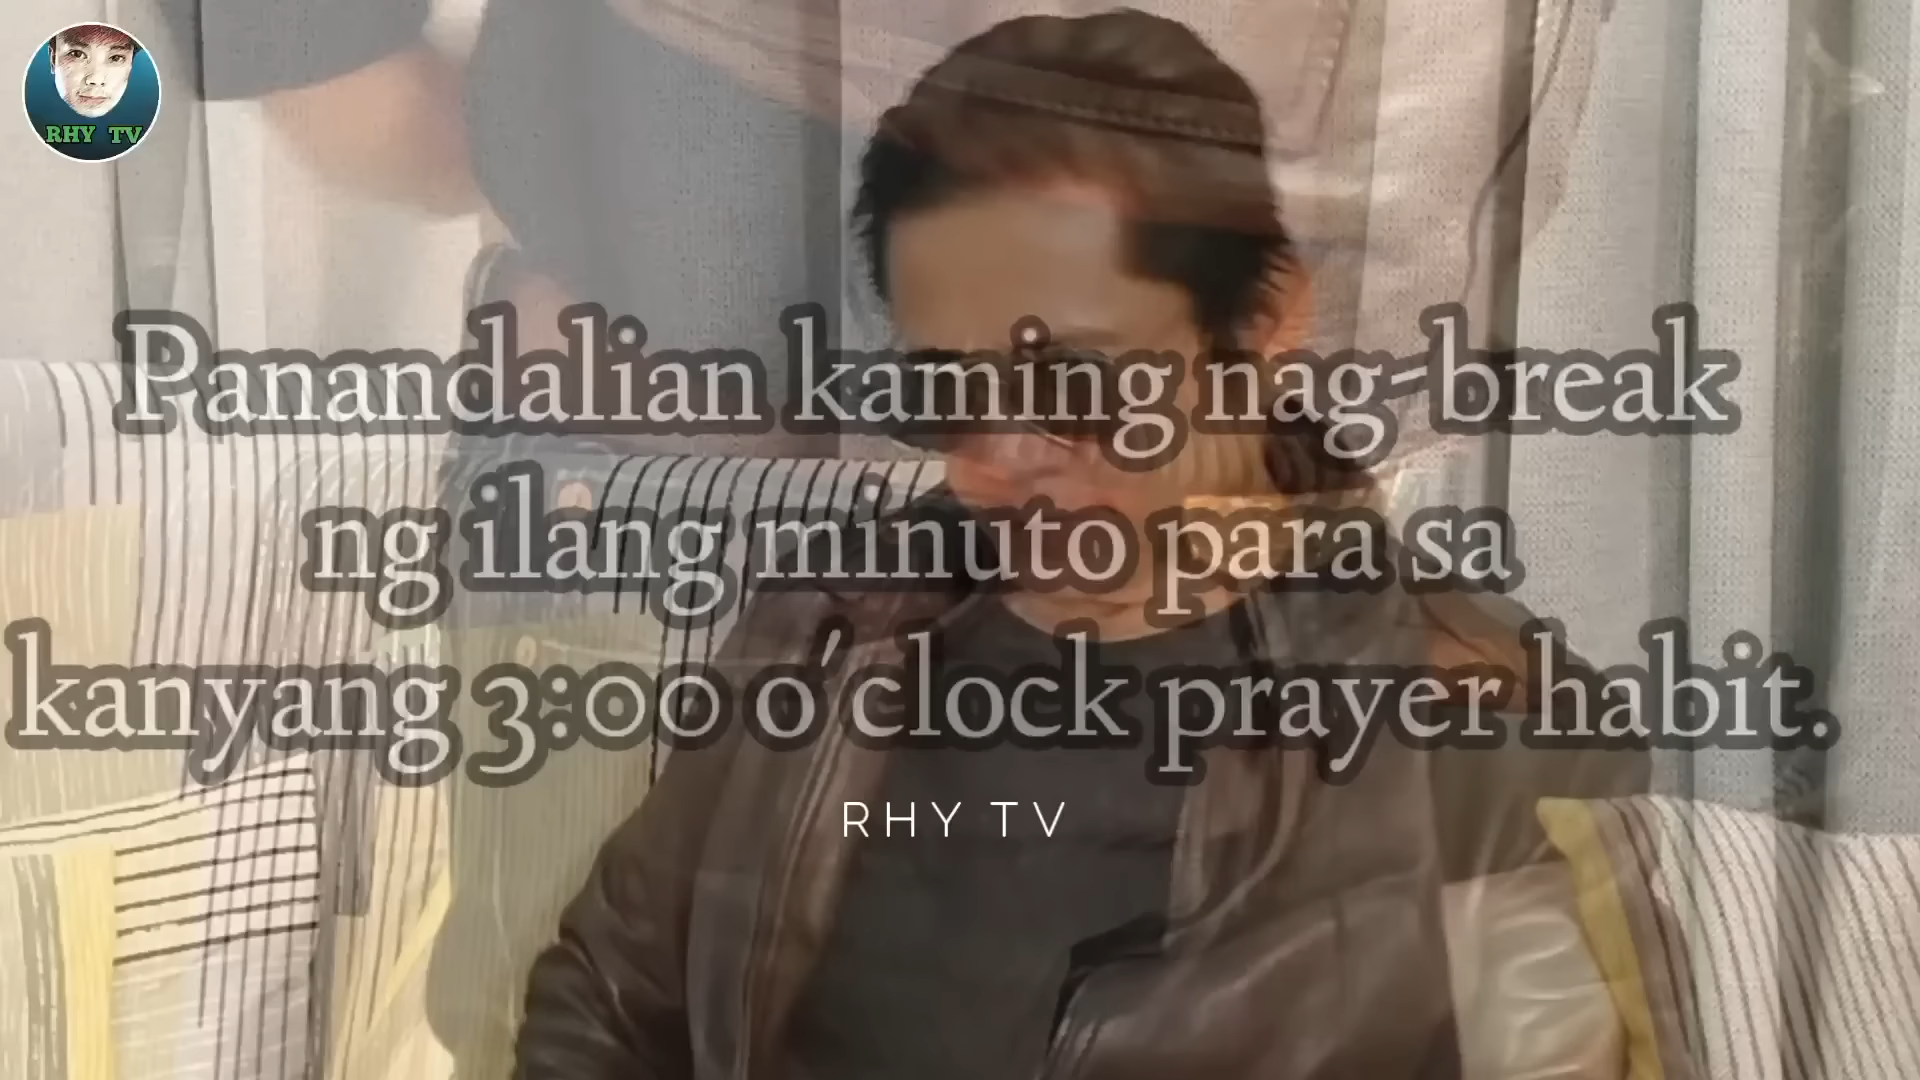 RHY TV
Panandalian kaming nag-break
ng ilang minuto para sa
kanyang 3:00 o'clock prayer habit.
RHY TV